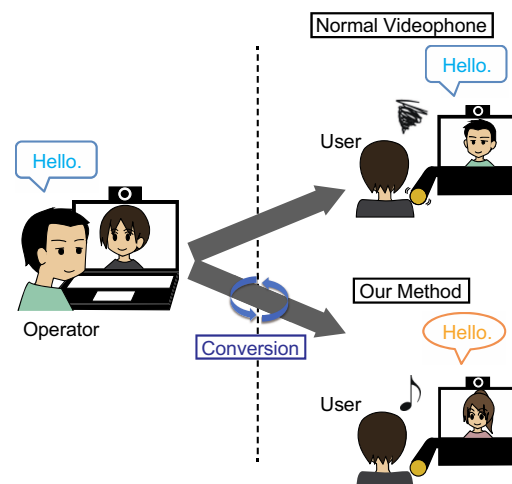 Normal Videophone
Hello.
User
Hello.
Operator
Conversion
Our Method
Hello.
User